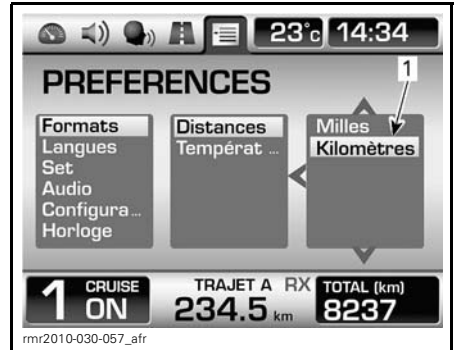 23°c 14:34
PREFERENCES
1
Formats
Langues
Set
Audio
Configura...
Horloge
Distances
Températ ...
Milles
Kilomètres
1 CRUISE ON
TRAJET A RX
234.5 km
TOTAL (km)
8237
rmr2010-030-057_afr